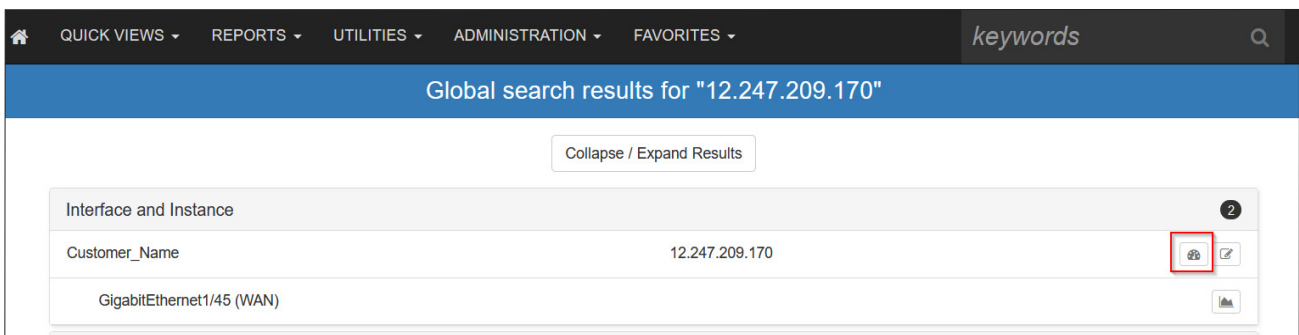 QUICK VIEWS REPORTS UTILITIES ADMINISTRATION FAVORITES keywords
Global search results for "12.247.209.170"
Collapse / Expand Results
Interface and Instance 2
Customer_Name 12.247.209.170
GigabitEthernet1/45 (WAN)